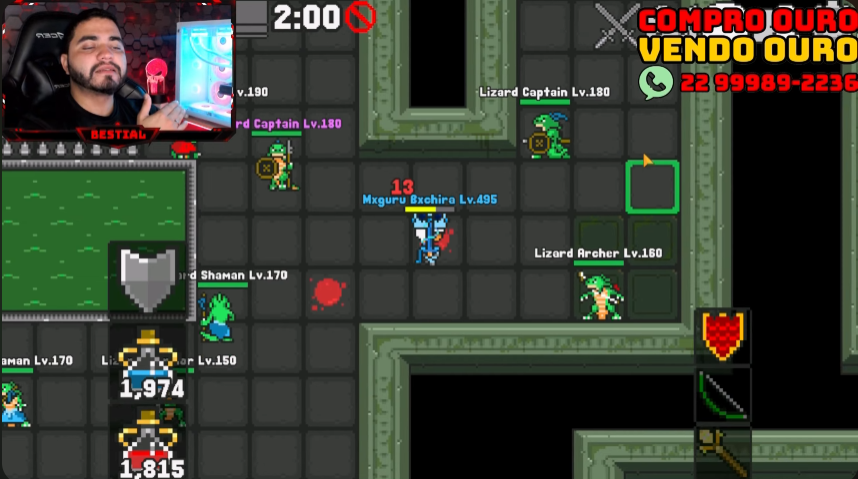 2:00
COMPRO OURO
VENDO OURO
22 99989-2236
BESTIAL
v.190
rd Captain Lv.180
Lizard Captain Lv.180
13
Mxguru Bxchira Lv.495
Lizard Archer Lv.160
rd Shaman Lv.170
aman Lv.170
Lv.150
1,974
1,815